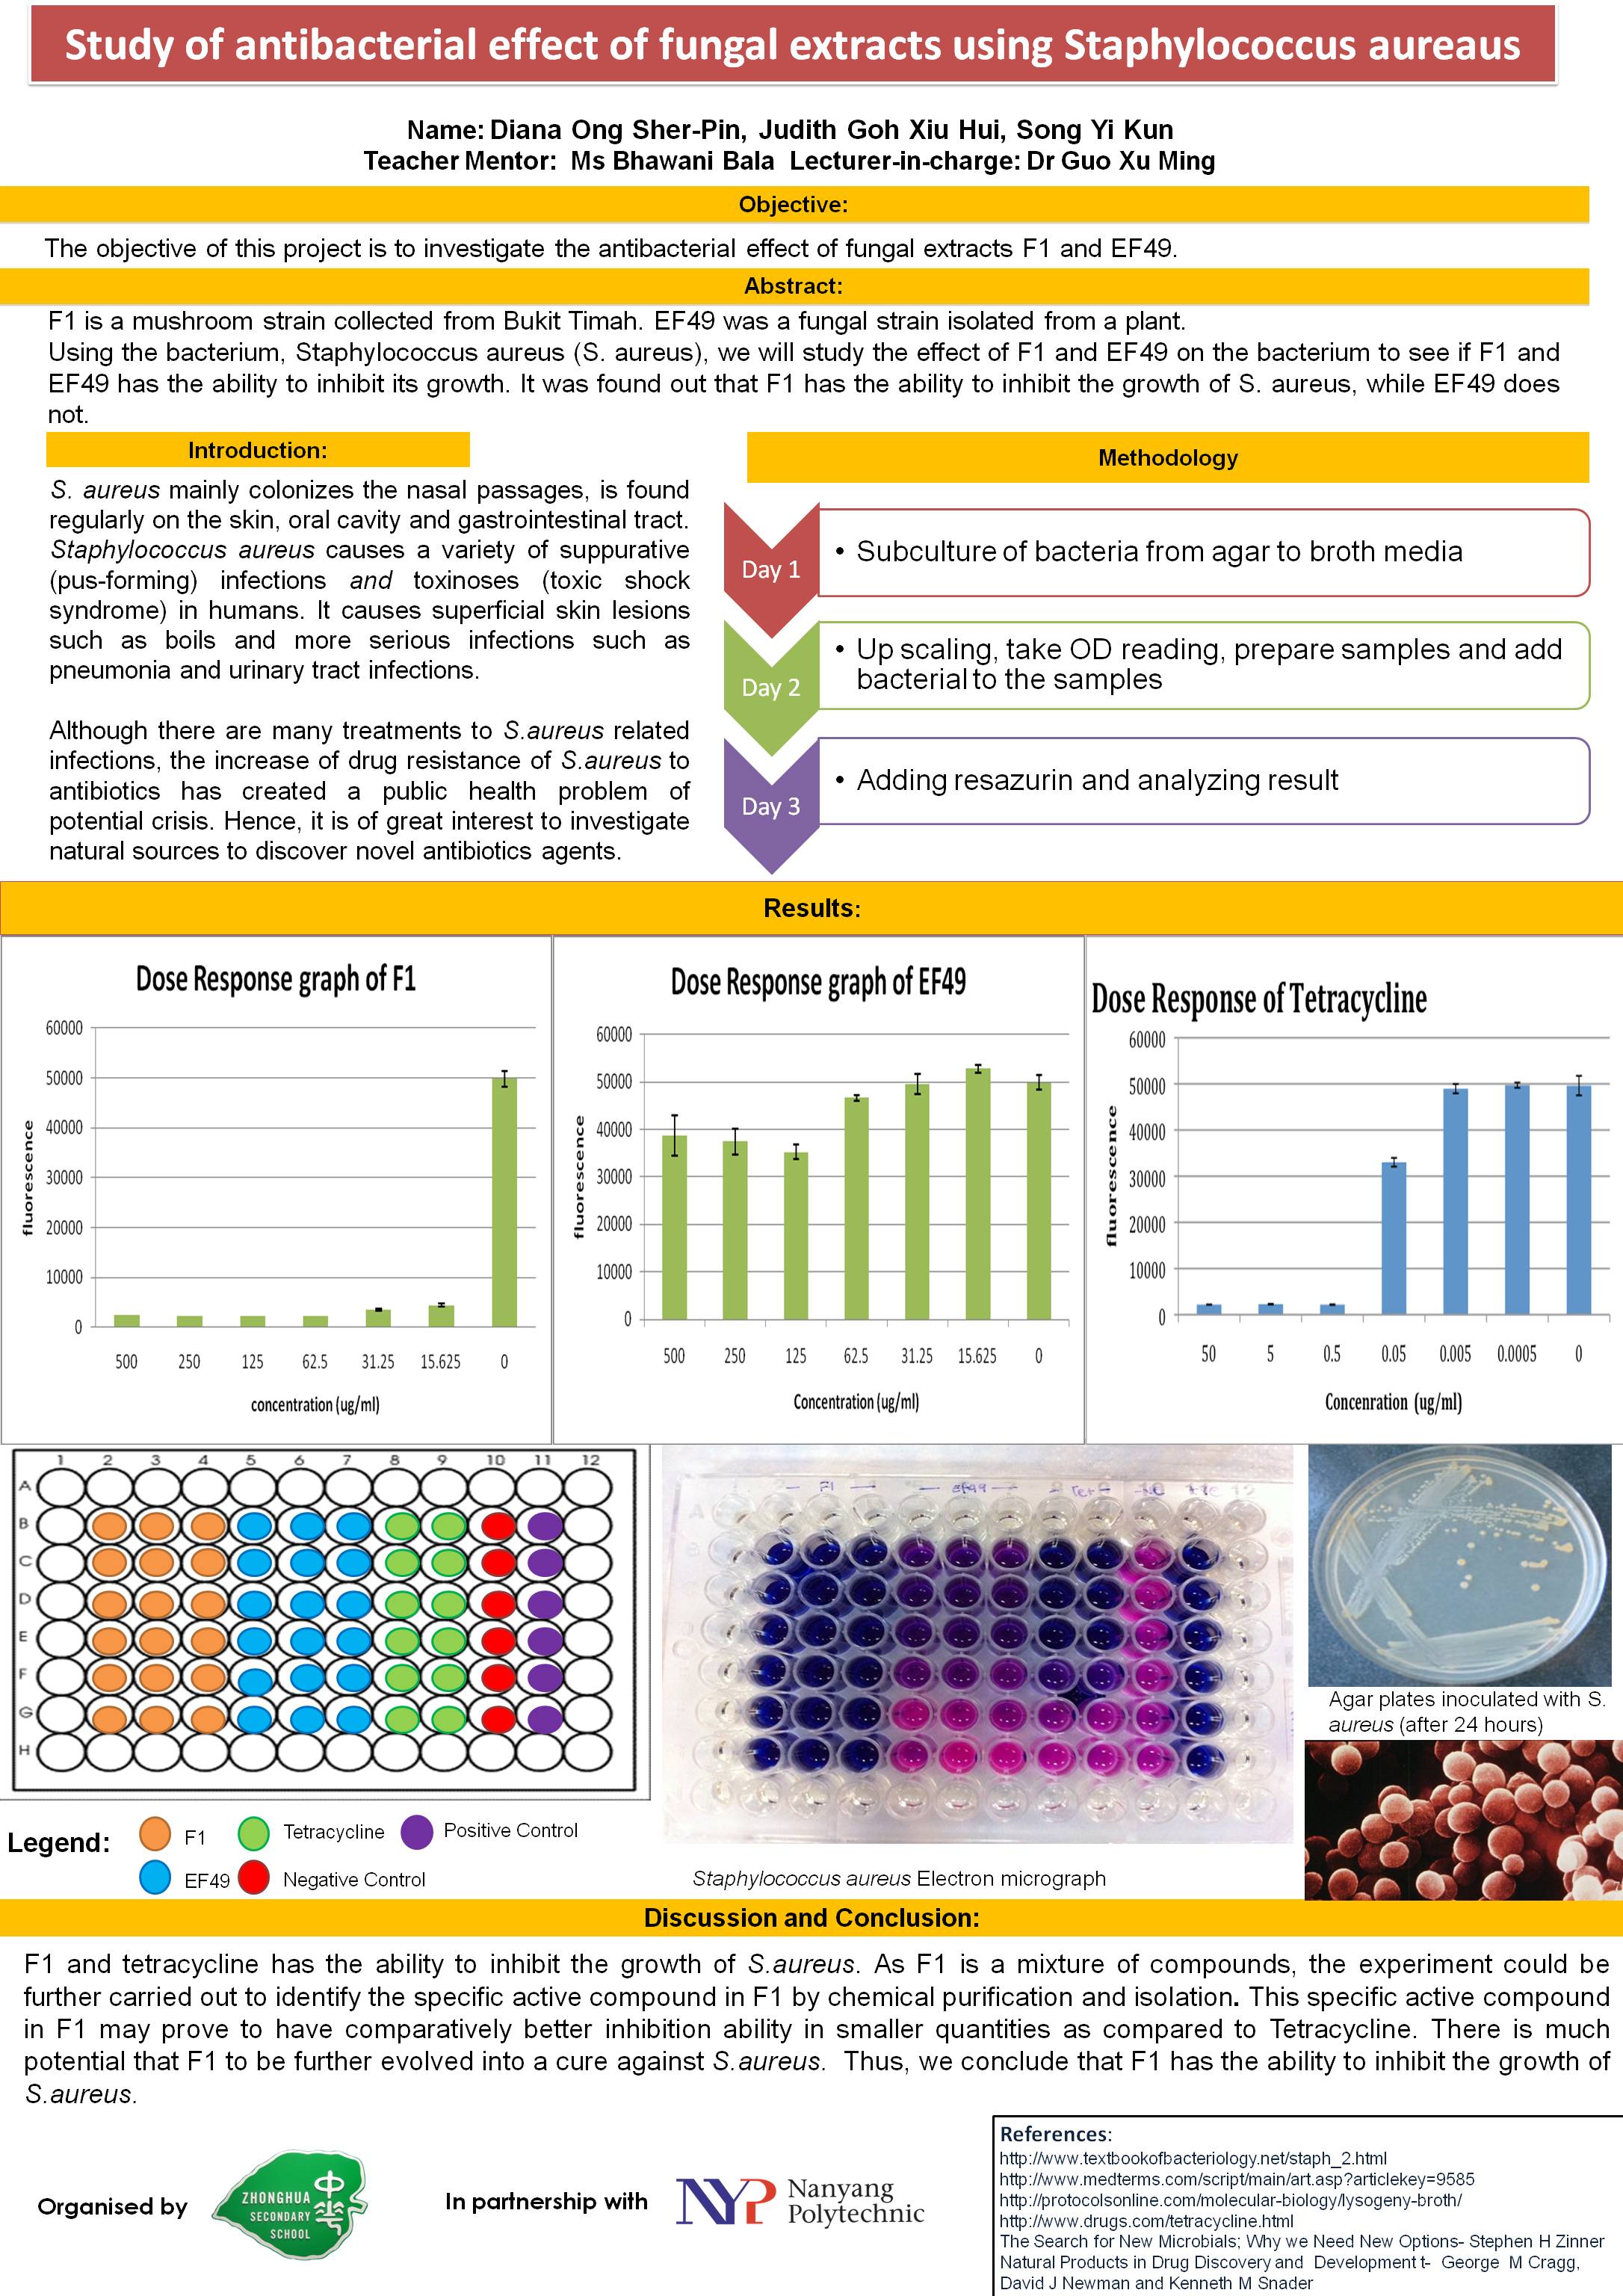 Study of antibacterial effect of fungal extracts using Staphylococcus aureaus
Name: Diana Ong Sher-Pin, Judith Goh Xiu Hui, Song Yi Kun
Teacher Mentor: Ms Bhawani Bala Lecturer-in-charge: Dr Guo Xu Ming
Objective:
The objective of this project is to investigate the antibacterial effect of fungal extracts F1 and EF49.
Abstract:
F1 is a mushroom strain collected from Bukit Timah. EF49 was a fungal strain isolated from a plant.
Using the bacterium, Staphylococcus aureus (S. aureus), we will study the effect of F1 and EF49 on the bacterium to see if F1 and
EF49 has the ability to inhibit its growth. It was found out that F1 has the ability to inhibit the growth of S. aureus, while EF49 does
not.
Introduction:
S. aureus mainly colonizes the nasal passages, is found
regularly on the skin, oral cavity and gastrointestinal tract.
Staphylococcus aureus causes a variety of suppurative
(pus-forming) infections and toxinoses (toxic shock
syndrome) in humans. It causes superficial skin lesions
such as boils and more serious infections such as
pneumonia and urinary tract infections.
Although there are many treatments to S.aureus related
infections, the increase of drug resistance of S.aureus to
antibiotics has created a public health problem of
potential crisis. Hence, it is of great interest to investigate
natural sources to discover novel antibiotics agents.
Methodology
Day 1
• Subculture of bacteria from agar to broth media
Day 2
• Up scaling, take OD reading, prepare samples and add
bacterial to the samples
Day 3
• Adding resazurin and analyzing result
Results:
Dose Response graph of F1
60000
50000
40000
30000
20000
10000
0
fluorescence
500 250 125 62.5 31.25 15.625 0
concentration (ug/ml)
Dose Response graph of EF49
60000
50000
40000
30000
20000
10000
0
fluorescence
500 250 125 62.5 31.25 15.625 0
Concentration (ug/ml)
Dose Response of Tetracycline
60000
50000
40000
30000
20000
10000
0
fluorescence
50 5 0.5 0.05 0.005 0.0005 0
Concenration (ug/ml)
1 2 3 4 5 6 7 8 9 10 11 12
A
B
C
D
E
F
G
H
F1 EF49
Agar plates inoculated with S.
aureus (after 24 hours)
Legend:
F1
Tetracycline
Positive Control
EF49
Negative Control
Staphylococcus aureus Electron micrograph
Discussion and Conclusion:
F1 and tetracycline has the ability to inhibit the growth of S.aureus. As F1 is a mixture of compounds, the experiment could be
further carried out to identify the specific active compound in F1 by chemical purification and isolation. This specific active compound
in F1 may prove to have comparatively better inhibition ability in smaller quantities as compared to Tetracycline. There is much
potential that F1 to be further evolved into a cure against S.aureus. Thus, we conclude that F1 has the ability to inhibit the growth of
S.aureus.
Organised by
ZHONGHUA
SECONDARY
SCHOOL
In partnership with
NYP
Nanyang
Polytechnic
References:
http://www.textbookofbacteriology.net/staph_2.html
http://www.medterms.com/script/main/art.asp?articlekey=9585
http://protocolsonline.com/molecular-biology/lysogeny-broth/
http://www.drugs.com/tetracycline.html
The Search for New Microbials; Why we Need New Options- Stephen H Zinner
Natural Products in Drug Discovery and Development t- George M Cragg,
David J Newman and Kenneth M Snader